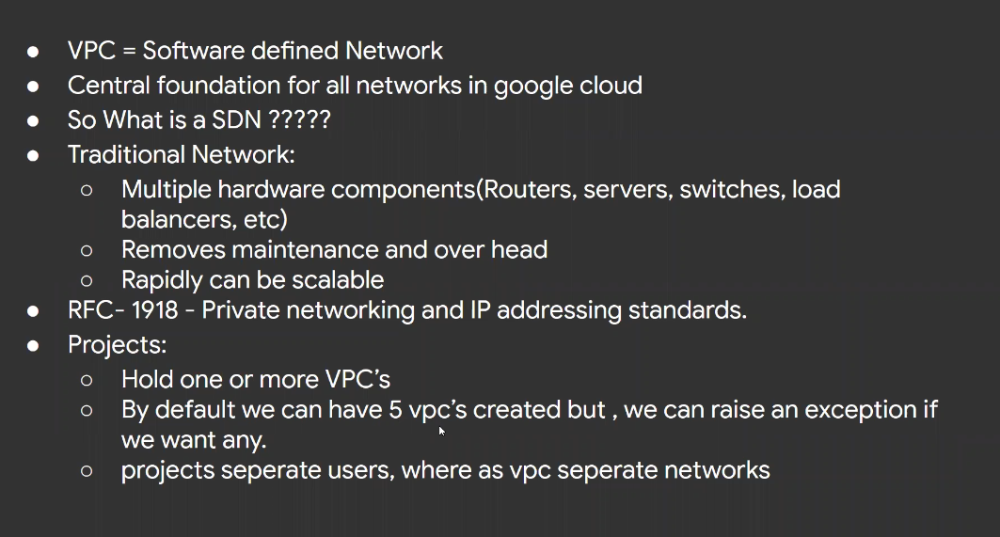 ● VPC = Software defined Network
● Central foundation for all networks in google cloud
● So What is a SDN ?????
● Traditional Network:
○ Multiple hardware components(Routers, servers, switches, load
balancers, etc)
○ Removes maintenance and over head
○ Rapidly can be scalable
● RFC- 1918 - Private networking and IP addressing standards.
● Projects:
○ Hold one or more VPC’s
○ By default we can have 5 vpc’s created but , we can raise an exception if
we want any.
○ projects seperate users, where as vpc seperate networks